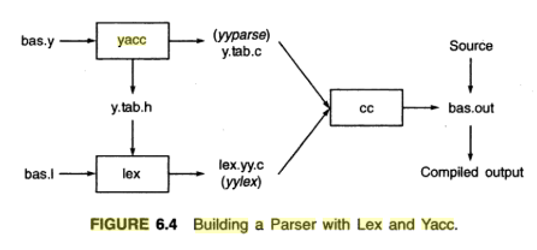 bas.y
yacc
(yyparse)
y.tab.c
Source
y.tab.h
cc
bas.out
bas.l
lex
lex.yy.c
(yylex)
Compiled output
FIGURE 6.4 Building a Parser with Lex and Yacc.